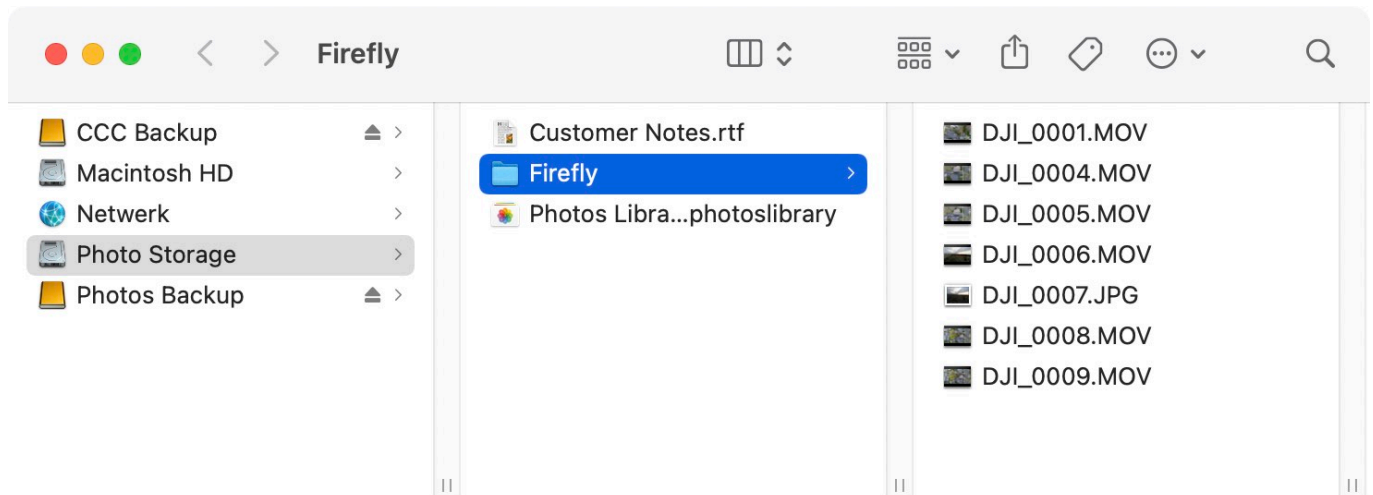 Firefly
CCC Backup
Macintosh HD
Netwerk
Photo Storage
Photos Backup
Customer Notes.rtf
Firefly
Photos Libra...photoslibrary
DJI_0001.MOV
DJI_0004.MOV
DJI_0005.MOV
DJI_0006.MOV
DJI_0007.JPG
DJI_0008.MOV
DJI_0009.MOV